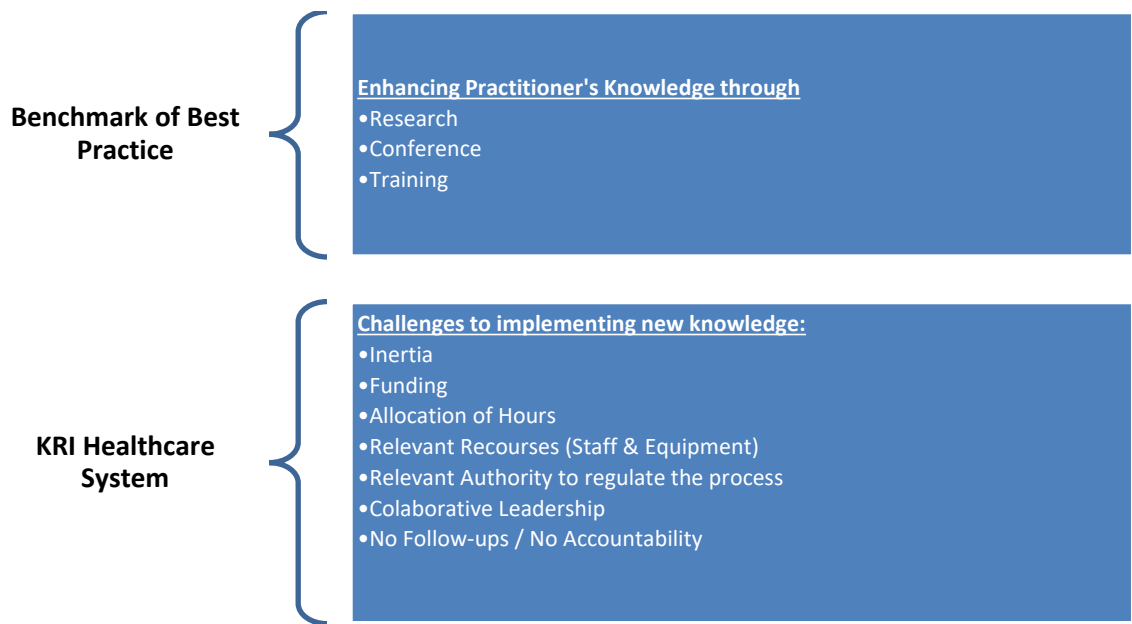 Benchmark of Best
Practice
Enhancing Practitioner's Knowledge through
•Research
•Conference
•Training
KRI Healthcare
System
Challenges to implementing new knowledge:
•Inertia
•Funding
•Allocation of Hours
•Relevant Recourses (Staff & Equipment)
•Relevant Authority to regulate the process
•Colaborative Leadership
•No Follow-ups / No Accountability